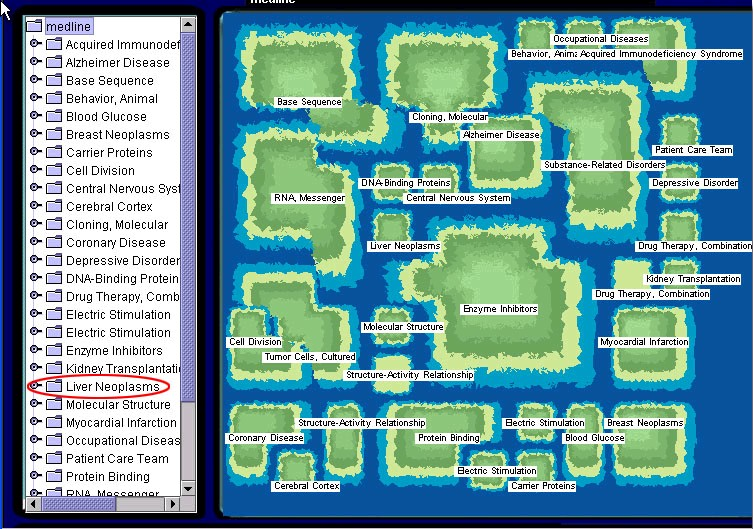 medline
medline
Acquired Immunodef
Alzheimer Disease
Base Sequence
Behavior, Animal
Blood Glucose
Breast Neoplasms
Carrier Proteins
Cell Division
Central Nervous Syst
Cerebral Cortex
Cloning, Molecular
Coronary Disease
Depressive Disorder
DNA-Binding Protein
Drug Therapy, Comb
Electric Stimulation
Electric Stimulation
Enzyme Inhibitors
Kidney Transplantati
Liver Neoplasms
Molecular Structure
Myocardial Infarction
Occupational Diseas
Patient Care Team
Protein Binding
RNA, Messenger
Occupational Diseases
Behavior, Anima
Acquired Immunodeficiency Syndrome
Base Sequence
Cloning, Molecular
Alzheimer Disease
Patient Care Team
Substance-Related Disorders
DNA-Binding Proteins
Depressive Disorder
RNA, Messenger
Central Nervous System
Liver Neoplasms
Drug Therapy, Combination
Kidney Transplantation
Drug Therapy, Combination
Enzyme Inhibitors
Molecular Structure
Cell Division
Myocardial Infarction
Tumor Cells, Cultured
Structure-Activity Relationship
Structure-Activity Relationship
Electric Stimulation
Breast Neoplasms
Coronary Disease
Protein Binding
Blood Glucose
Electric Stimulation
Cerebral Cortex
Carrier Proteins